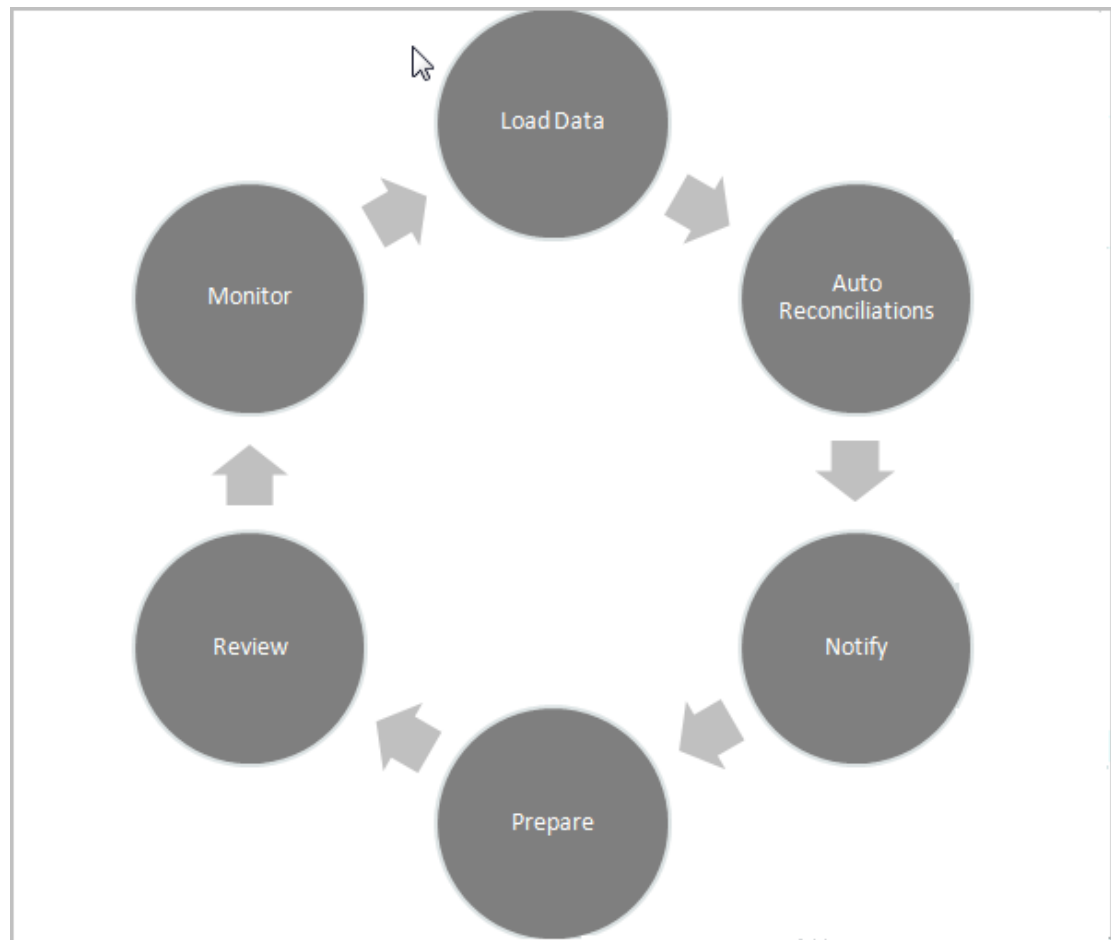 Load Data
Auto
Reconciliations
Notify
Prepare
Review
Monitor